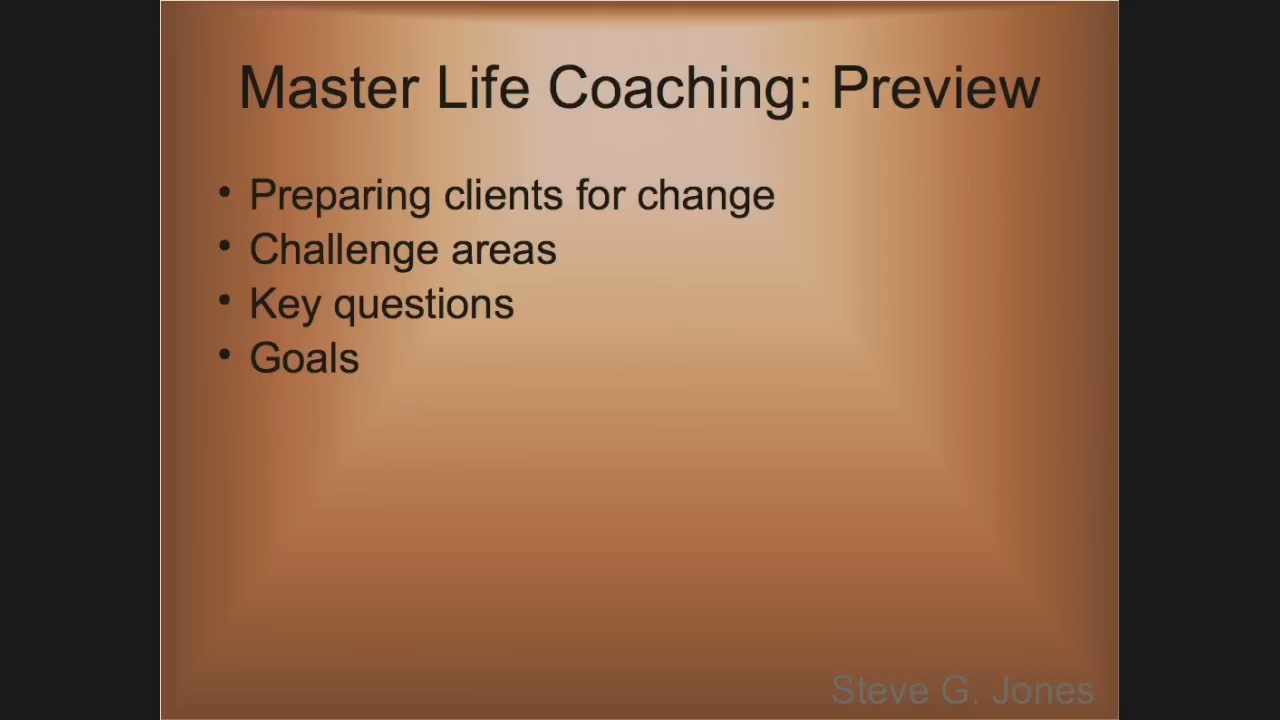 Master Life Coaching: Preview
• Preparing clients for change
• Challenge areas
• Key questions
• Goals
Steve G. Jones